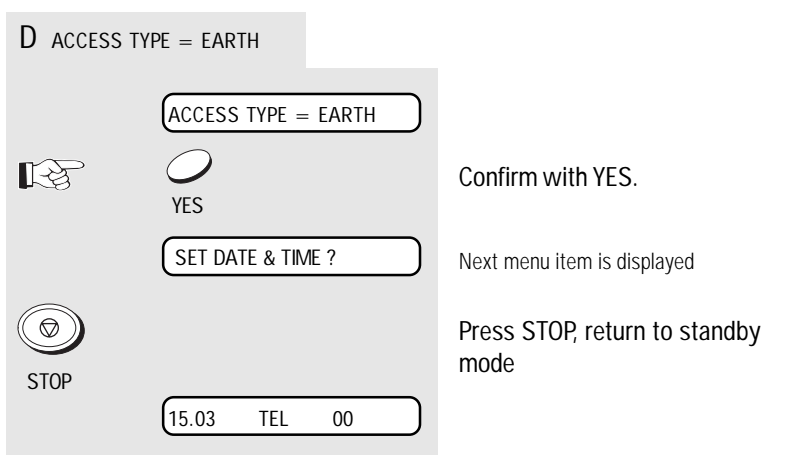 D ACCESS TYPE = EARTH
ACCESS TYPE = EARTH
Confirm with YES.
YES
SET DATE & TIME ?
Next menu item is displayed
Press STOP, return to standby
mode
STOP
15.03 TEL 00